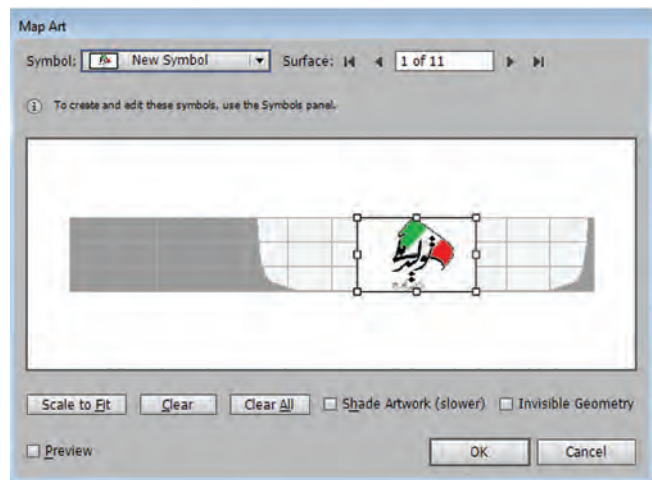 Map Art
Symbol: New Symbol Surface: 1 of 11
To create and edit these symbols, use the Symbols panel.
تولید
Scale to Fit Clear Clear All Shade Artwork (slower) Invisible Geometry
Preview OK Cancel